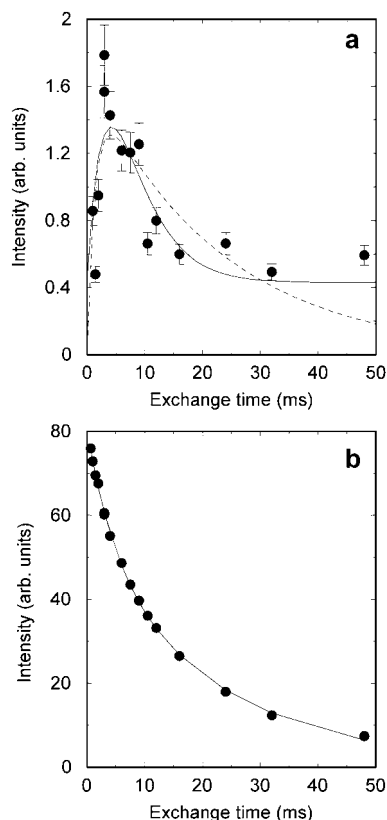 a
2
1.6
1.2
0.8
0.4
0
Intensity (arb. units)
0 10 20 30 40 50
Exchange time (ms)
b
80
60
40
20
0
Intensity (arb. units)
0 10 20 30 40 50
Exchange time (ms)